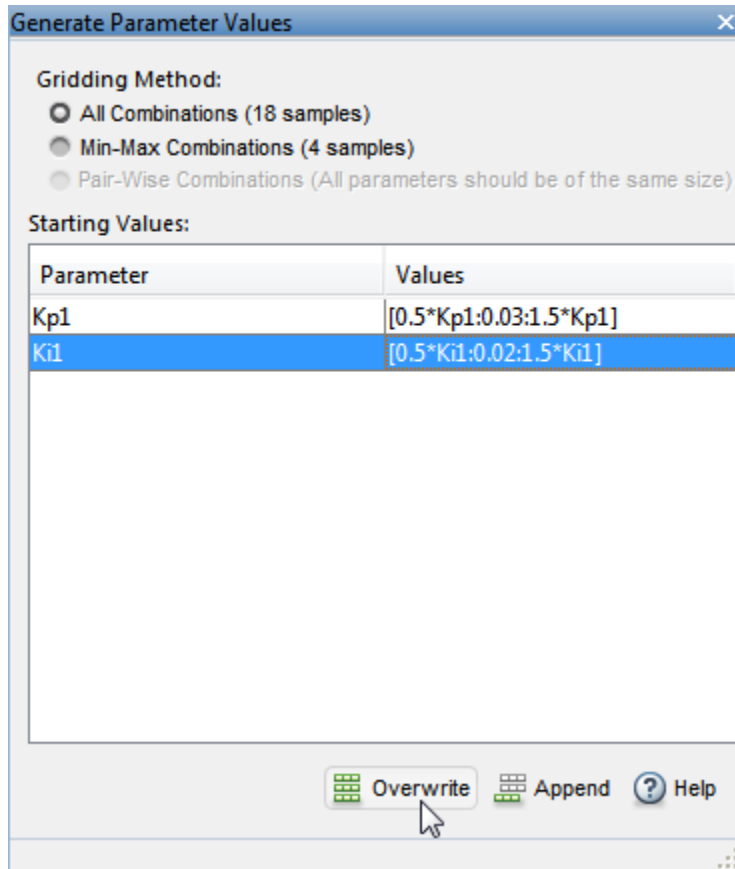 Generate Parameter Values
Gridding Method:
All Combinations (18 samples)
Min-Max Combinations (4 samples)
Pair-Wise Combinations (All parameters should be of the same size)
Starting Values:
Parameter Values
Kp1 [0.5*Kp1:0.03:1.5*Kp1]
Ki1 [0.5*Ki1:0.02:1.5*Ki1]
Overwrite Append Help